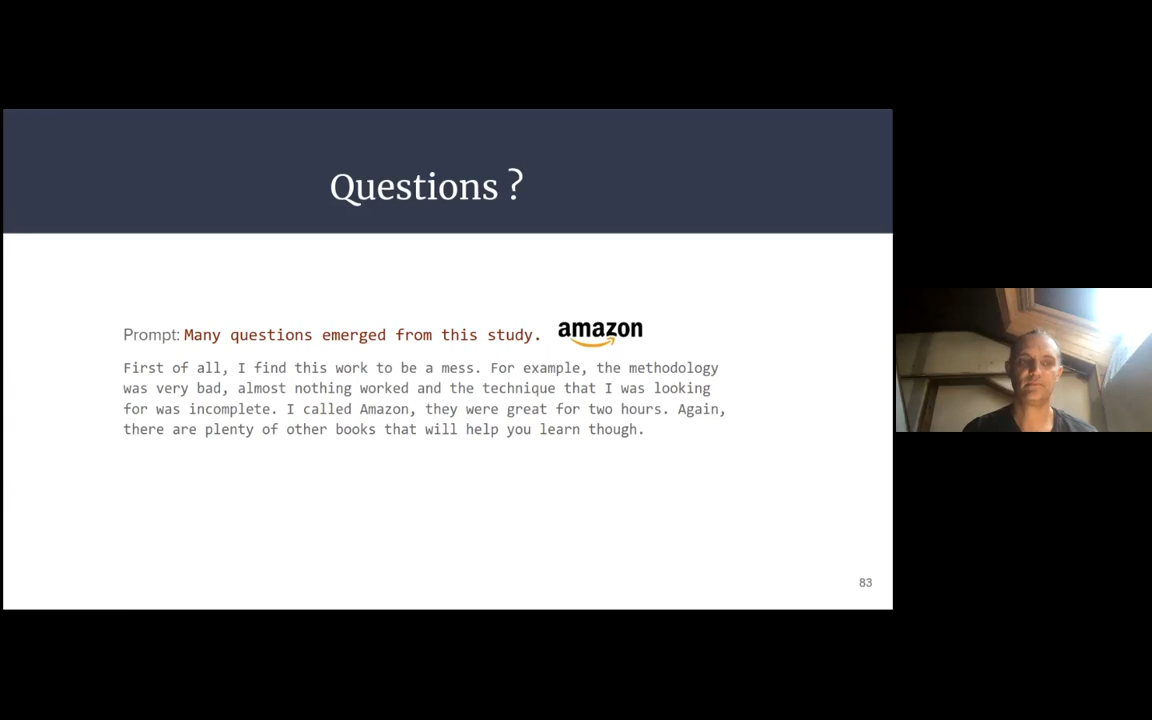 Questions ?
Prompt: Many questions emerged from this study. amazon
First of all, I find this work to be a mess. For example, the methodology
was very bad, almost nothing worked and the technique that I was looking
for was incomplete. I called Amazon, they were great for two hours. Again,
there are plenty of other books that will help you learn though.
83